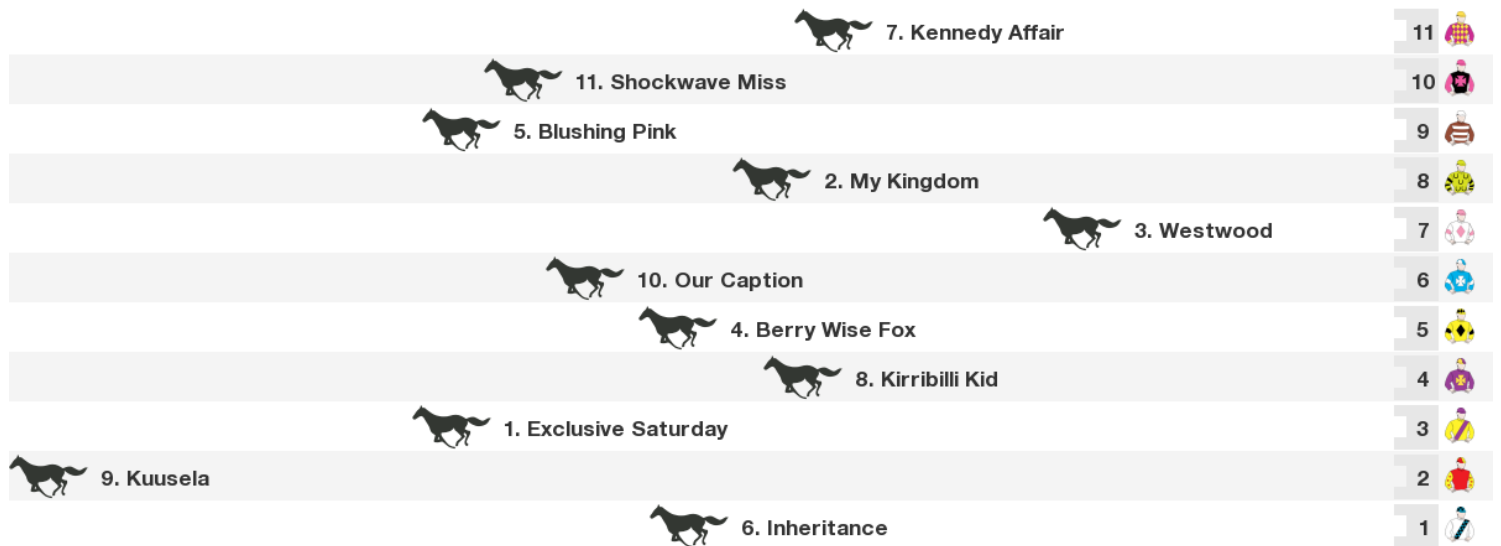 7. Kennedy Affair 11
11. Shockwave Miss 10
5. Blushing Pink 9
2. My Kingdom 8
3. Westwood 7
10. Our Caption 6
4. Berry Wise Fox 5
8. Kirribilli Kid 4
1. Exclusive Saturday 3
9. Kuusela 2
6. Inheritance 1